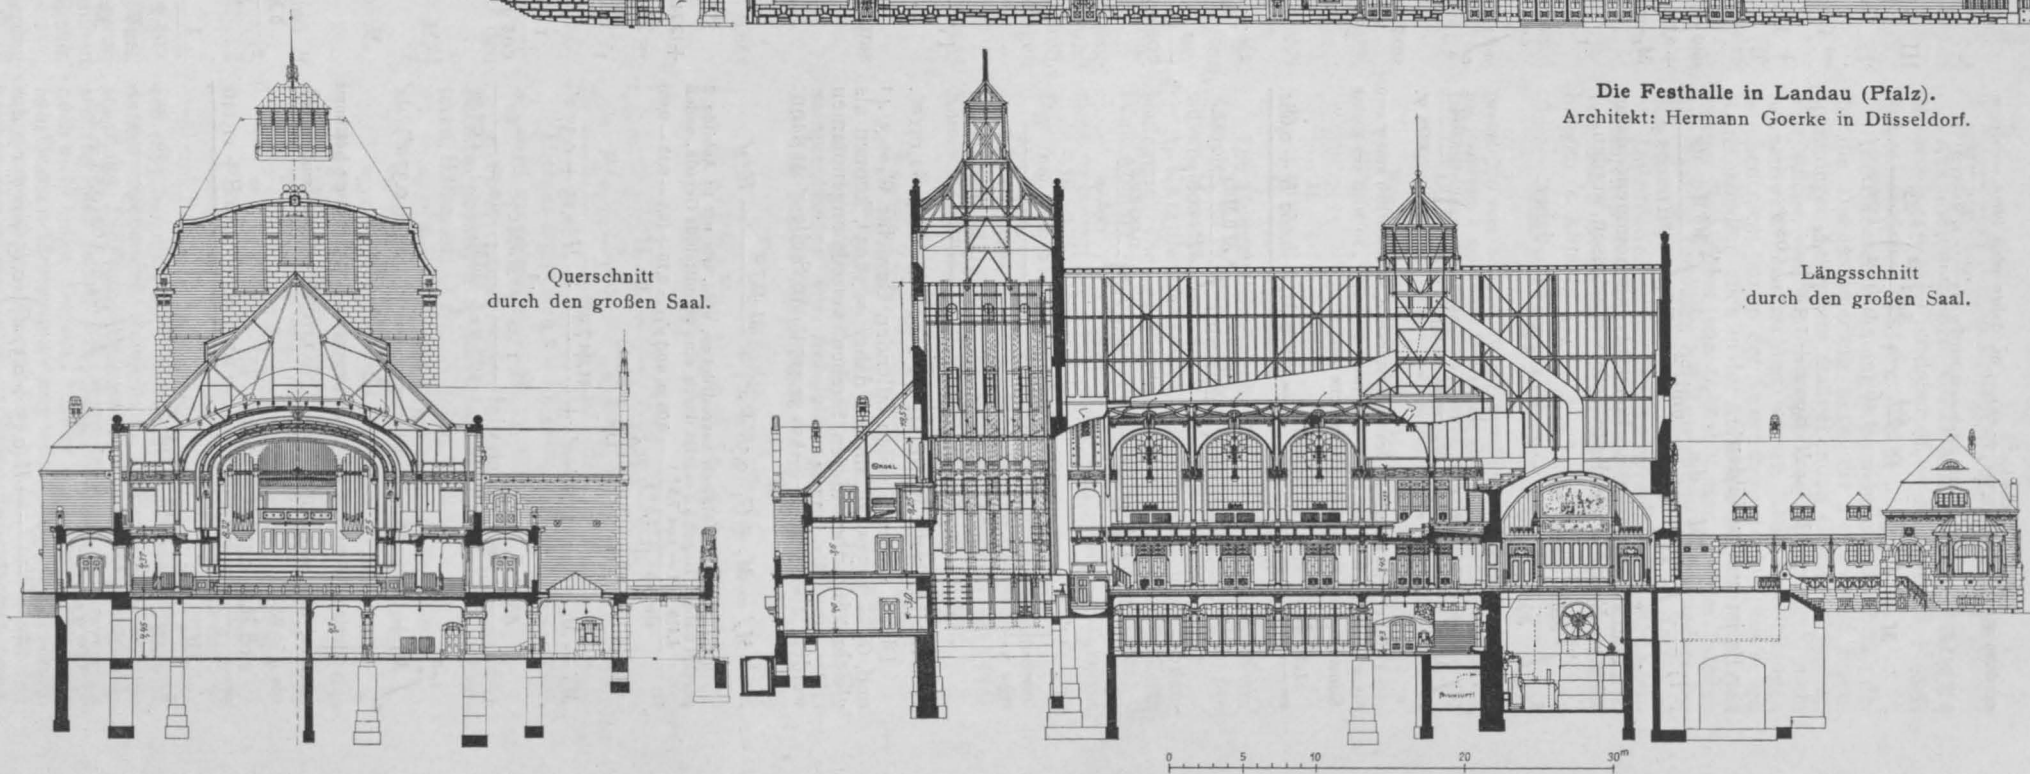 Die Festhalle in Landau (Pfalz).
Architekt: Hermann Goerke in Düsseldorf.
Querschnitt
durch den großen Saal.
Längsschnitt
durch den großen Saal.
ORGEL
FRISCHLUFT
0 5 10 20 30m